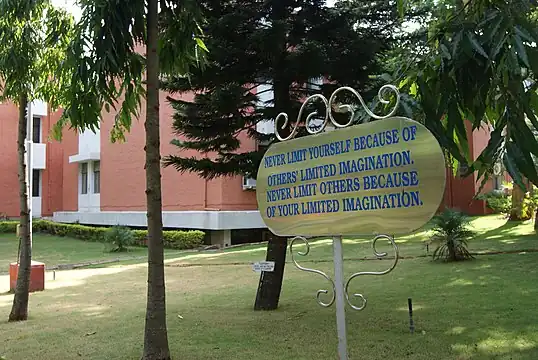 NEVER LIMIT YOURSELF BECAUSE OF
OTHERS' LIMITED IMAGINATION.
NEVER LIMIT OTHERS BECAUSE
OF YOUR LIMITED IMAGINATION.